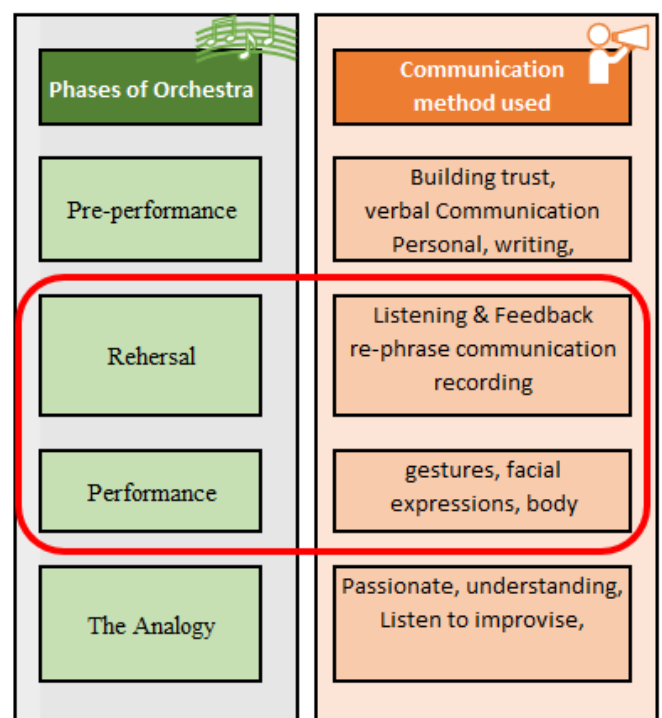 Phases of Orchestra
Communication
method used
Pre-performance
Building trust,
verbal Communication
Personal, writing,
Rehersal
Listening & Feedback
re-phrase communication
recording
Performance
gestures, facial
expressions, body
The Analogy
Passionate, understanding,
Listen to improvise,